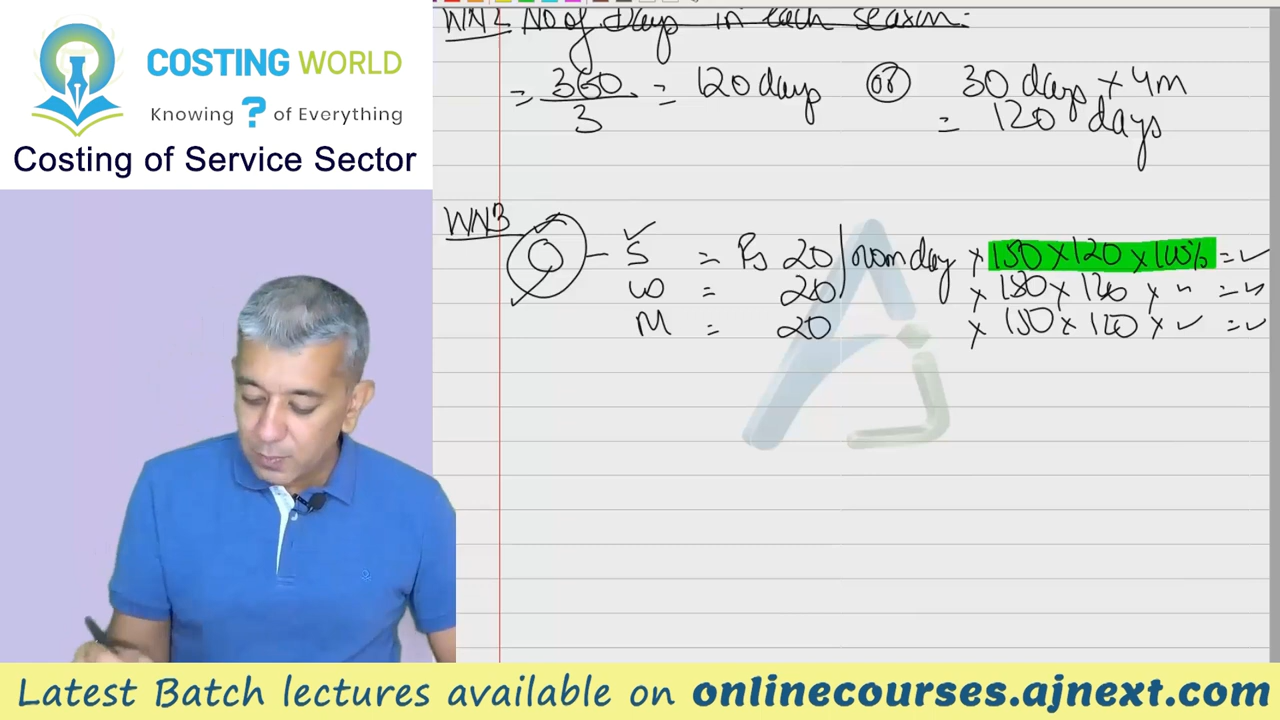 COSTING WORLD
Knowing ? of Everything
Costing of Service Sector
WN2 No of Days in each season:
= 360/3 = 120 days or 30 days x 4m
= 120 days
WN3
O - S = Rs 20/room day x 150 x 120 x 100% =
W = 20 x 150 x 120 x =
M = 20 x 150 x 120 x =
Latest Batch lectures available on onlinecourses.ajnext.com